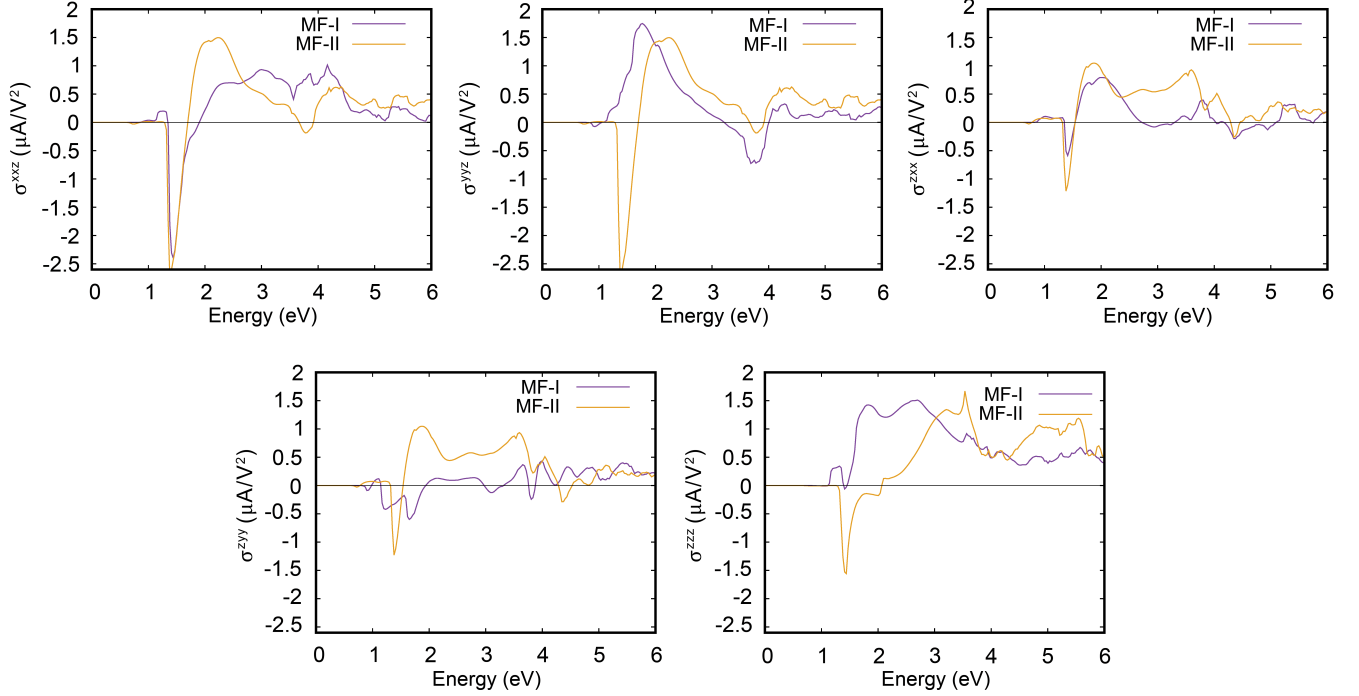 2
1.5
1
0.5
0
-0.5
-1
-1.5
-2
-2.5
σxxz (μA/V2)
MF-I
MF-II
0 1 2 3 4 5 6
Energy (eV)
2
1.5
1
0.5
0
-0.5
-1
-1.5
-2
-2.5
σyyz (μA/V2)
MF-I
MF-II
0 1 2 3 4 5 6
Energy (eV)
2
1.5
1
0.5
0
-0.5
-1
-1.5
-2
-2.5
σzxx (μA/V2)
MF-I
MF-II
0 1 2 3 4 5 6
Energy (eV)
2
1.5
1
0.5
0
-0.5
-1
-1.5
-2
-2.5
σzyy (μA/V2)
MF-I
MF-II
0 1 2 3 4 5 6
Energy (eV)
2
1.5
1
0.5
0
-0.5
-1
-1.5
-2
-2.5
σzzz (μA/V2)
MF-I
MF-II
0 1 2 3 4 5 6
Energy (eV)